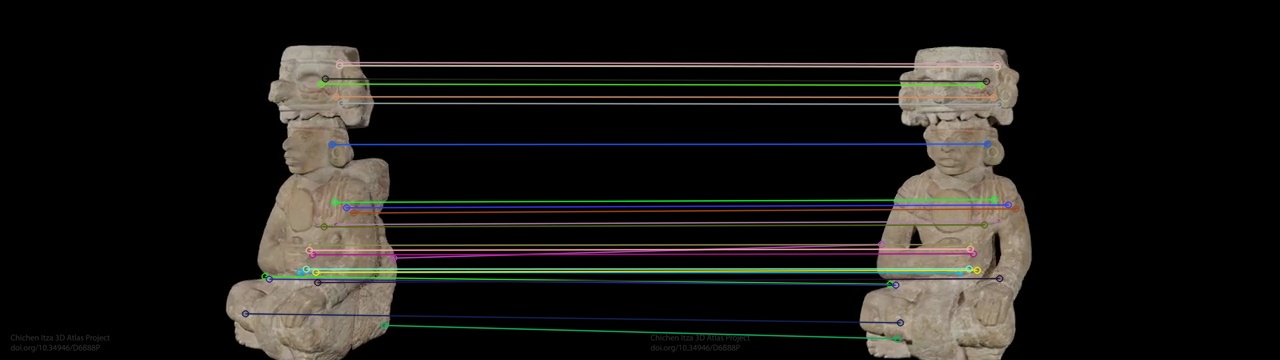 Chichen Itza 3D Atlas Project
doi.org/10.34946/D6B88P
Chichen Itza 3D Atlas Project
doi.org/10.34946/D6B88P